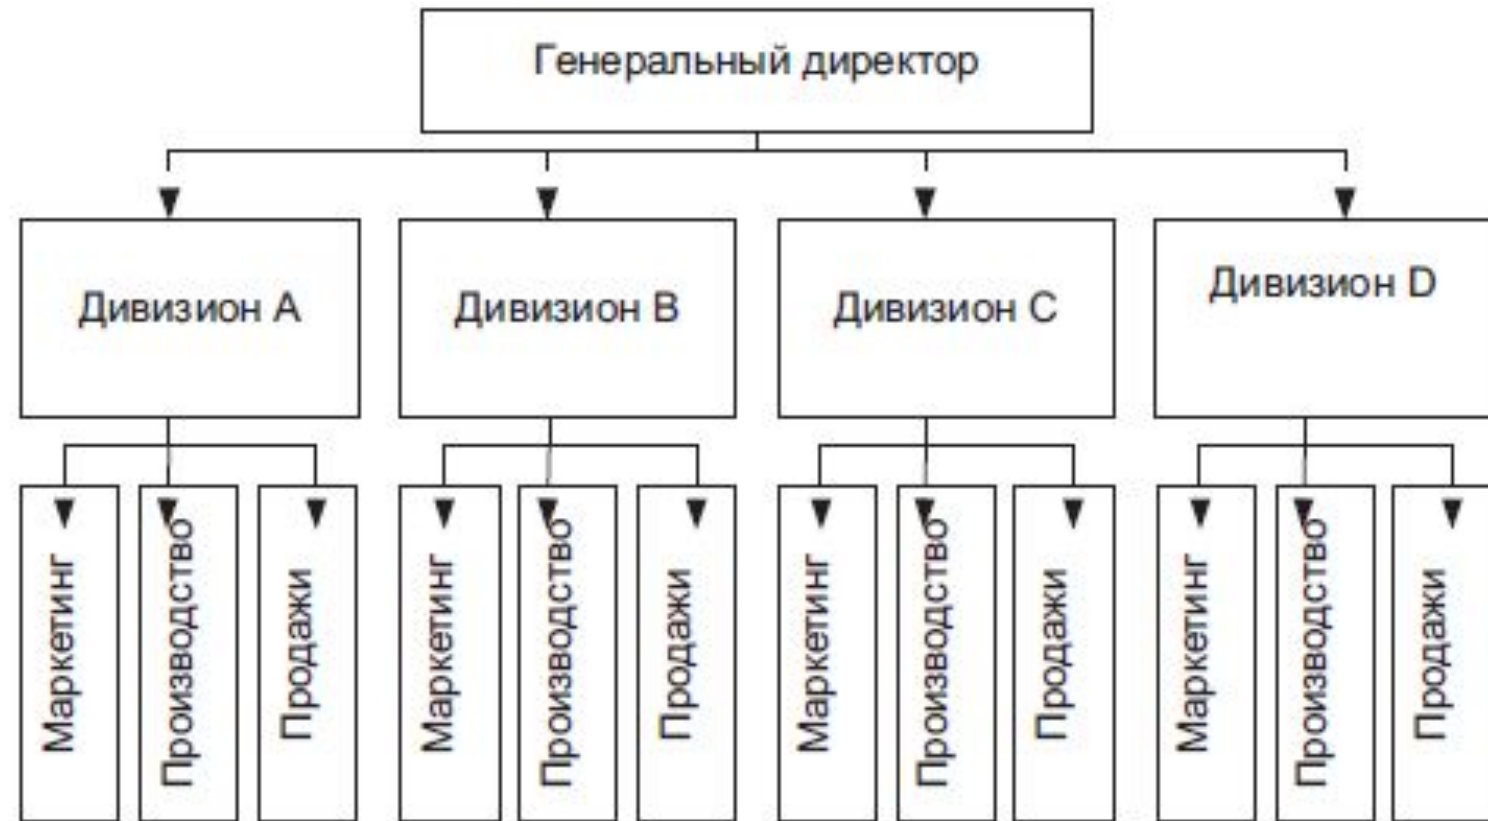 Генеральный директор
Дивизион A
Дивизион B
Дивизион C
Дивизион D
Маркетинг
Производство
Продажи
Маркетинг
Производство
Продажи
Маркетинг
Производство
Продажи
Маркетинг
Производство
Продажи